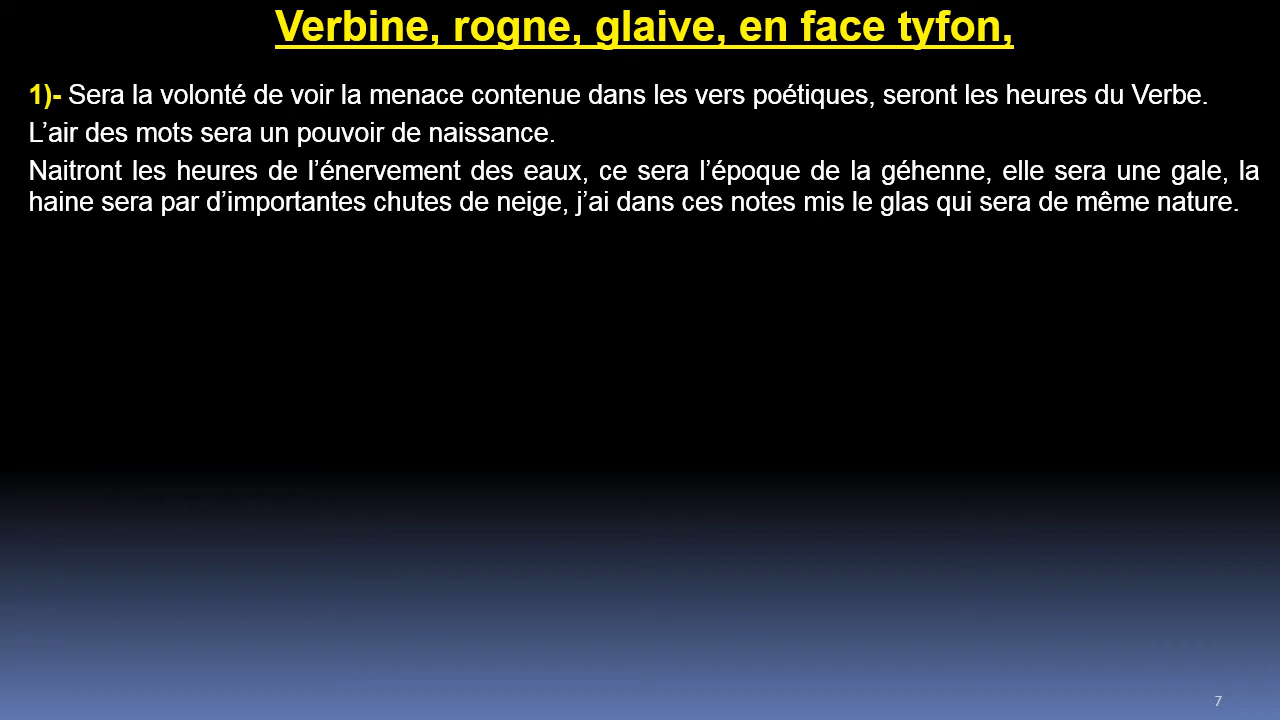 Verbine, rogne, glaive, en face tyfon,
1)- Sera la volonté de voir la menace contenue dans les vers poétiques, seront les heures du Verbe.
L’air des mots sera un pouvoir de naissance.
Naitront les heures de l’énervement des eaux, ce sera l’époque de la géhenne, elle sera une gale, la
haine sera par d’importantes chutes de neige, j’ai dans ces notes mis le glas qui sera de même nature.
7